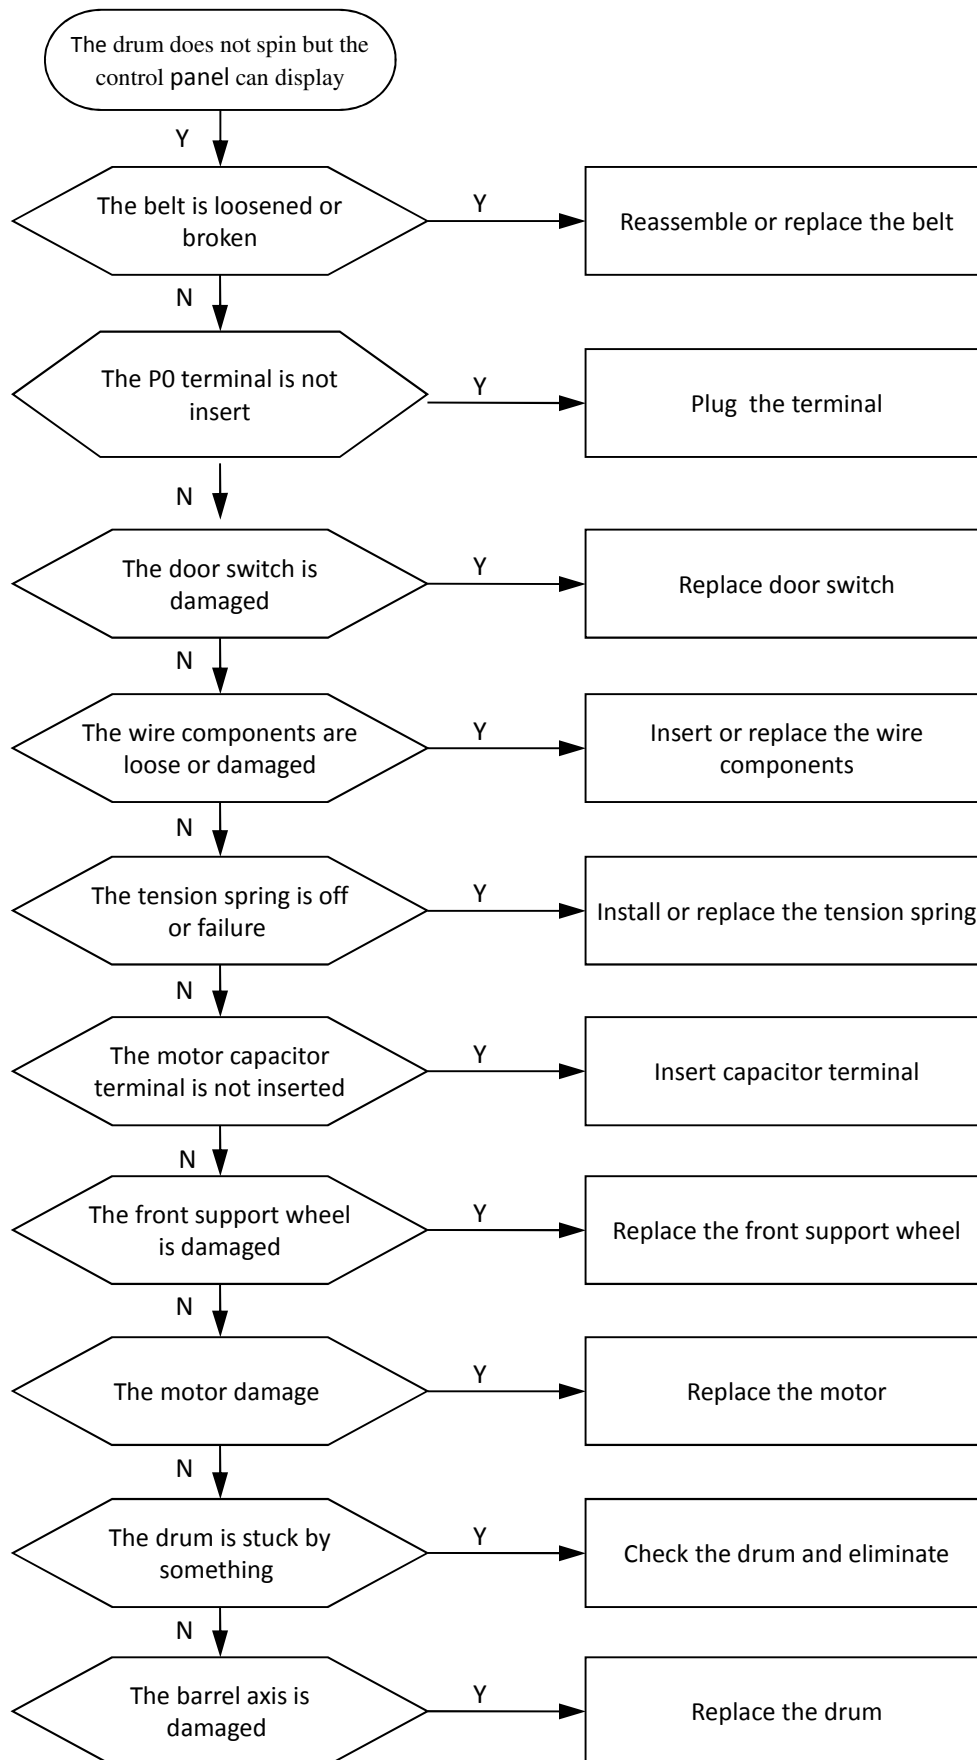 The drum does not spin but the
control panel can display
Y
The belt is loosened or
broken
Y
Reassemble or replace the belt
N
The P0 terminal is not
insert
Y
Plug  the terminal
N
The door switch is
damaged
Y
Replace door switch
N
The wire components are
loose or damaged
Y
Insert or replace the wire
components
N
The tension spring is off
or failure
Y
Install or replace the tension spring
N
The motor capacitor
terminal is not inserted
Y
Insert capacitor terminal
N
The front support wheel
is damaged
Y
Replace the front support wheel
N
The motor damage
Y
Replace the motor
N
The drum is stuck by
something
Y
Check the drum and eliminate
N
The barrel axis is
damaged
Y
Replace the drum